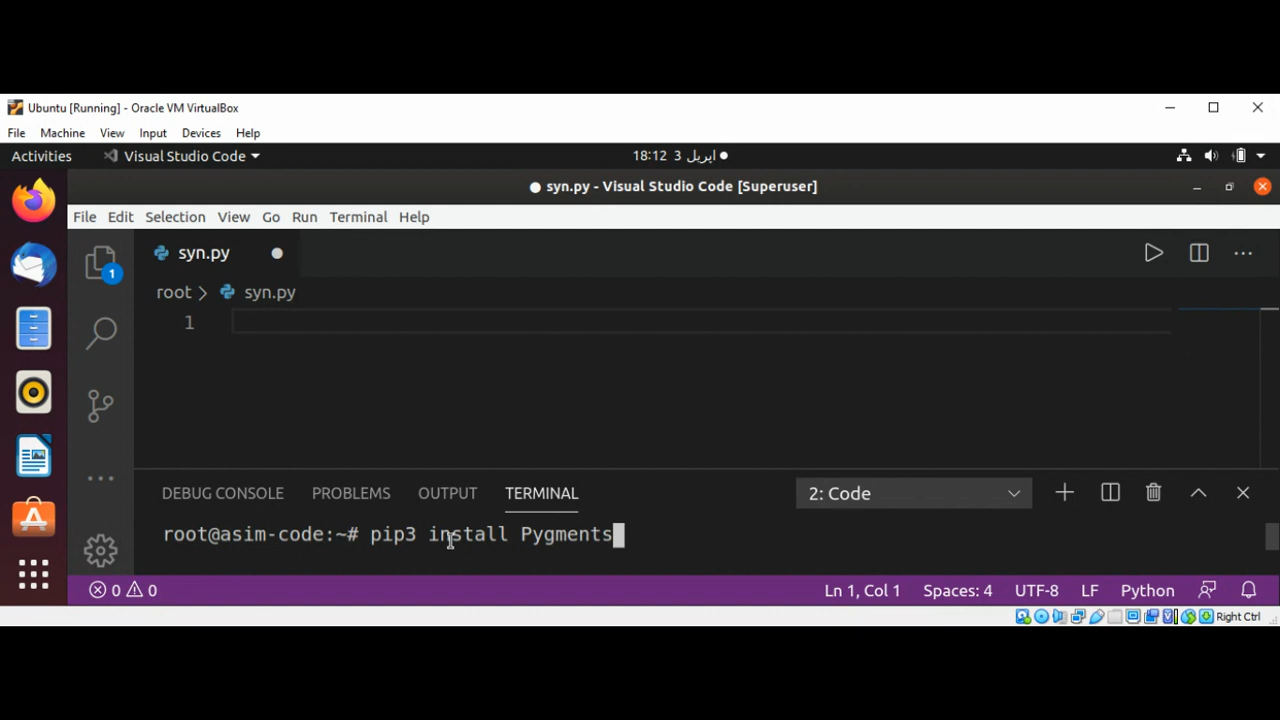 Ubuntu [Running] - Oracle VM VirtualBox
File Machine View Input Devices Help
Activities Visual Studio Code 18:12 3 اپریل
● syn.py - Visual Studio Code [Superuser]
File Edit Selection View Go Run Terminal Help
syn.py
root > syn.py
1
1
DEBUG CONSOLE PROBLEMS OUTPUT TERMINAL 2: Code
root@asim-code:~# pip3 install Pygments
0 0 Ln 1, Col 1 Spaces: 4 UTF-8 LF Python
Right Ctrl